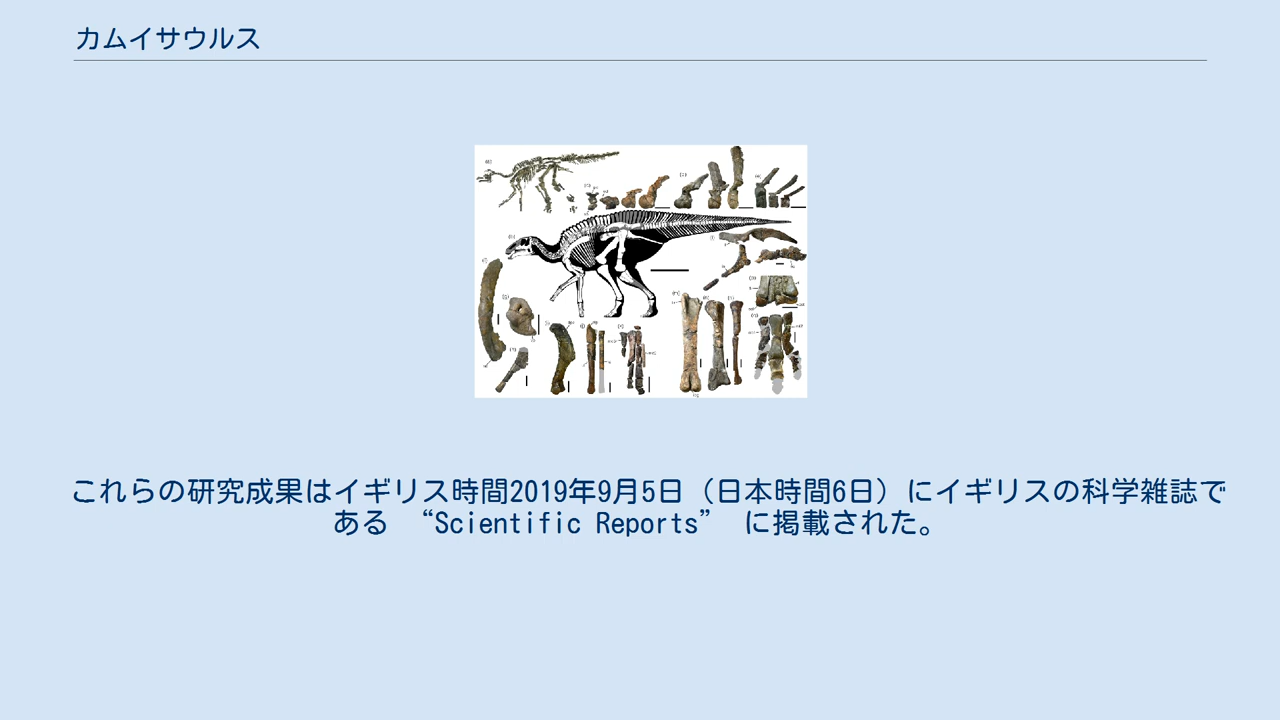 カムイサウルス
これらの研究成果はイギリス時間2019年9月5日（日本時間6日）にイギリスの科学雑誌で
ある “Scientific Reports” に掲載された。